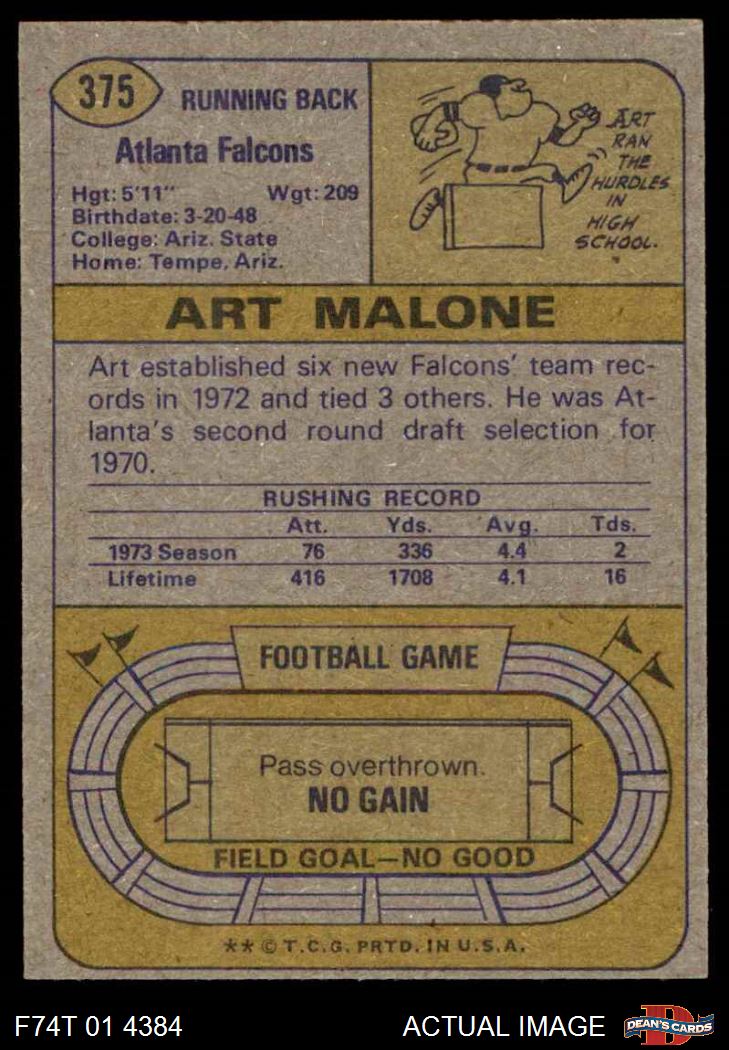 375
RUNNING BACK
Atlanta Falcons
Hgt: 5'11" Wgt: 209
Birthdate: 3-20-48
College: Ariz. State
Home: Tempe, Ariz.
ART
RAN
THE
HURDLES
IN
HIGH
SCHOOL.
ART MALONE
Art established six new Falcons' team rec-
ords in 1972 and tied 3 others. He was At-
lanta's second round draft selection for
1970.
RUSHING RECORD
Att. Yds. Avg. Tds.
1973 Season 76 336 4.4 2
Lifetime 416 1708 4.1 16
FOOTBALL GAME
Pass overthrown.
NO GAIN
FIELD GOAL—NO GOOD
** © T.C.G. PRTD. IN U.S.A.
F74T 01 4384 ACTUAL IMAGE
D
DEAN'S CARDS